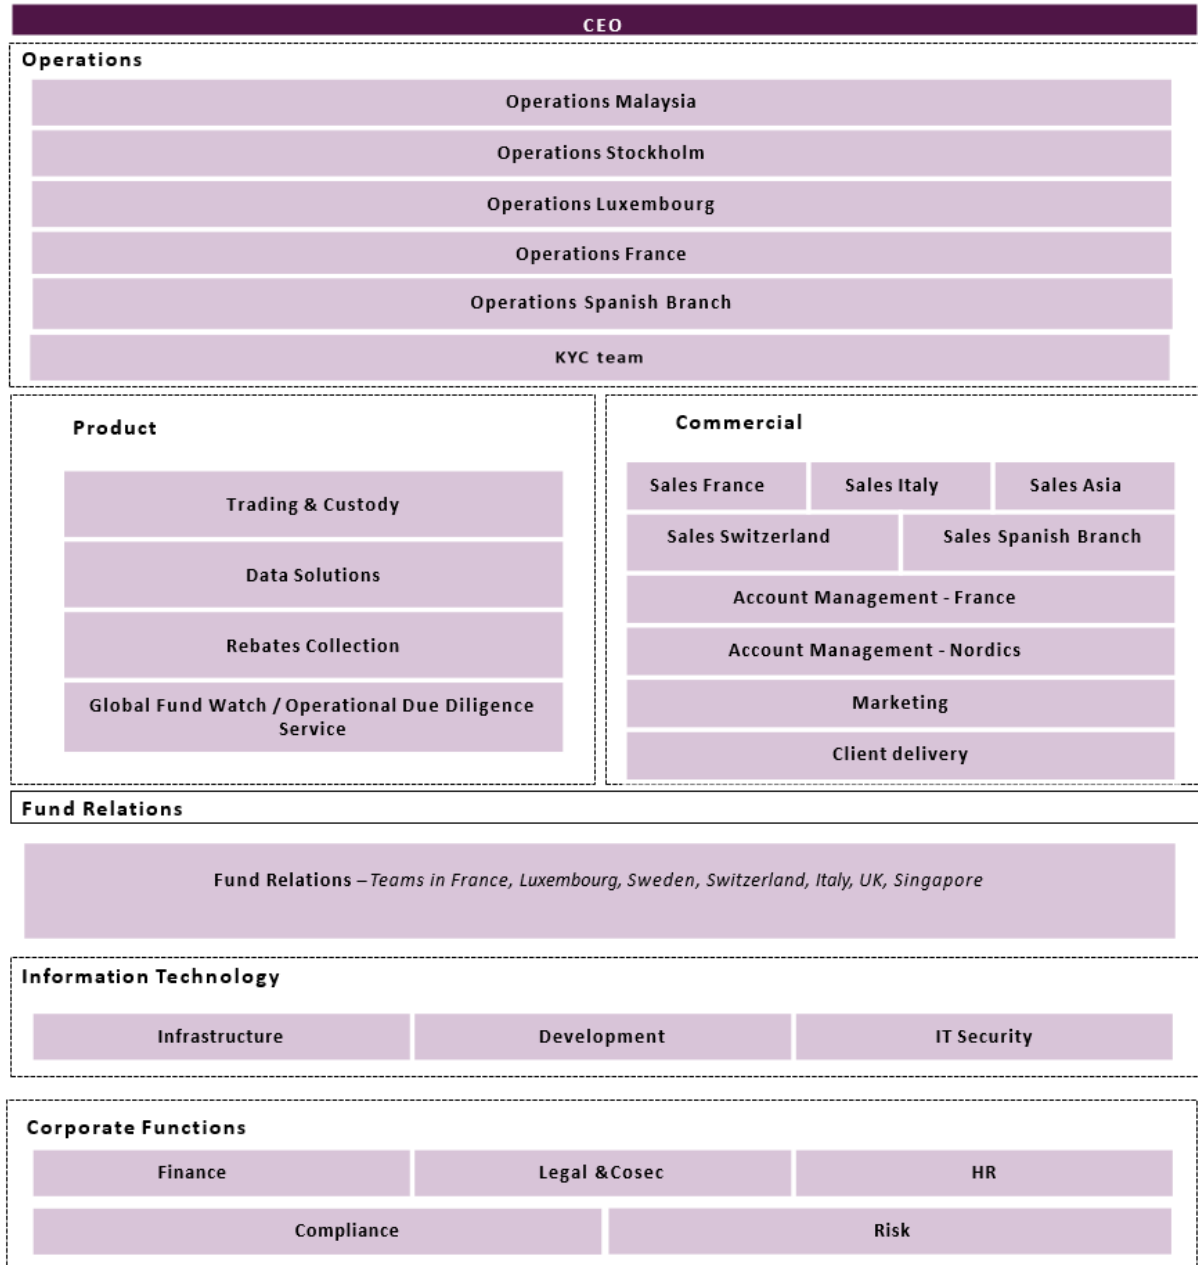 CEO
Operations
Operations Malaysia
Operations Stockholm
Operations Luxembourg
Operations France
Operations Spanish Branch
KYC team
Product
Trading & Custody
Data Solutions
Rebates Collection
Global Fund Watch / Operational Due Diligence
Service
Commercial
Sales France
Sales Italy
Sales Asia
Sales Switzerland
Sales Spanish Branch
Account Management - France
Account Management - Nordics
Marketing
Client delivery
Fund Relations
Fund Relations – Teams in France, Luxembourg, Sweden, Switzerland, Italy, UK, Singapore
Information Technology
Infrastructure
Development
IT Security
Corporate Functions
Finance
Legal &Cosec
HR
Compliance
Risk